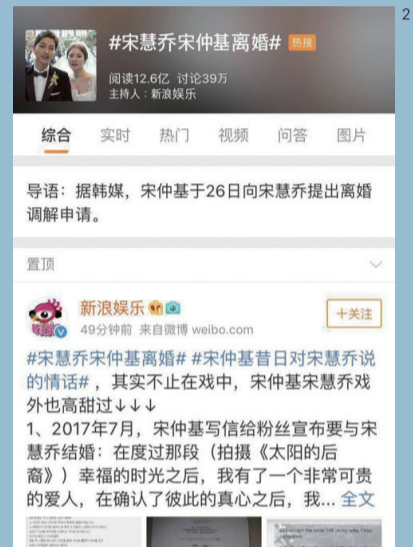 2
#宋慧乔宋仲基离婚# 热搜
阅读12.6亿 讨论39万
主持人：新浪娱乐
综合 实时 热门 视频 问答 图片
导语：据韩媒，宋仲基于26日向宋慧乔提出离婚
调解申请。
置顶
新浪娱乐
+关注
49分钟前 来自微博 weibo.com
#宋慧乔宋仲基离婚# #宋仲基昔日对宋慧乔说
的情话# ，其实不止在戏中，宋仲基宋慧乔戏
外也高甜过↓↓↓
1、2017年7月，宋仲基写信给粉丝宣布要与宋
慧乔结婚：在度过那段（拍摄《太阳的后
裔》）幸福的时光之后，我有了一个非常可贵
的爱人，在确认了彼此的真心之后，我... 全文